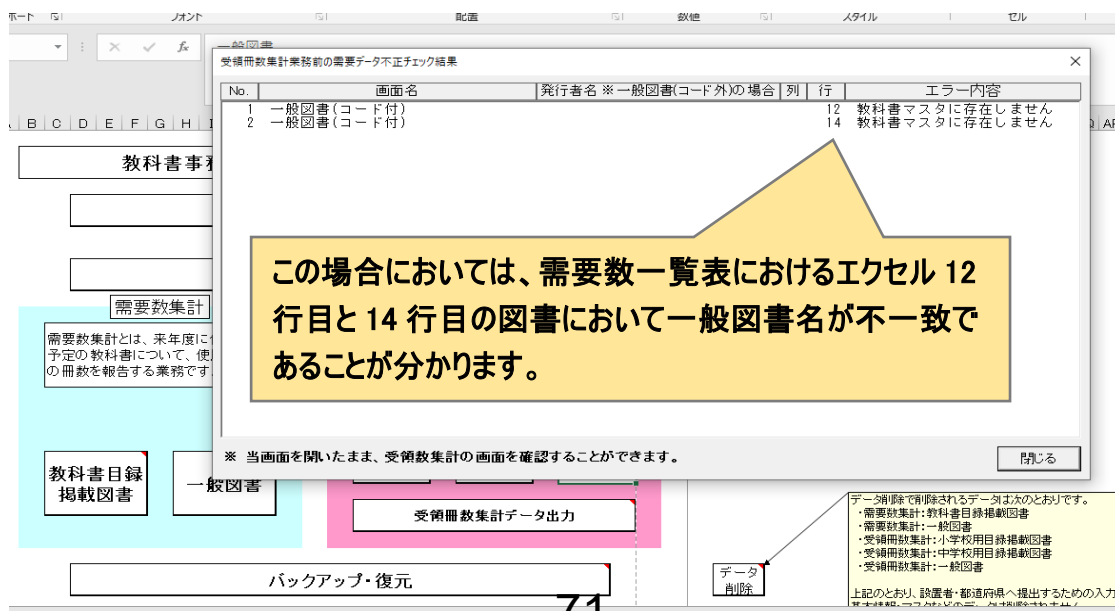 フォント
配置
数値
スタイル
セル
fx
一般図書
受領冊数集計業務前の需要データ不正チェック結果
No. 画面名 発行者名 ※一般図書(コード外)の場合 列 行 エラー内容
1 一般図書(コード付) 12 教科書マスタに存在しません
2 一般図書(コード付) 14 教科書マスタに存在しません
B C D E F G H
教科書事
この場合においては、需要数一覧表におけるエクセル 12
行目と 14 行目の図書において一般図書名が不一致で
あることが分かります。
需要数集計
需要数集計とは、来年度に
予定の教科書について、使
の冊数を報告する業務です
※ 当画面を開いたまま、受領数集計の画面を確認することができます。
閉じる
教科書目録
掲載図書
一般図書
受領冊数集計データ出力
バックアップ・復元
データ
削除
データ削除で削除されるデータは次のとおりです。
・需要数集計:教科書目録掲載図書
・需要数集計:一般図書
・受領冊数集計:小学校用目録掲載図書
・受領冊数集計:中学校用目録掲載図書
・受領冊数集計:一般図書
上記のとおり、設置者・都道府県へ提出するための入力
71